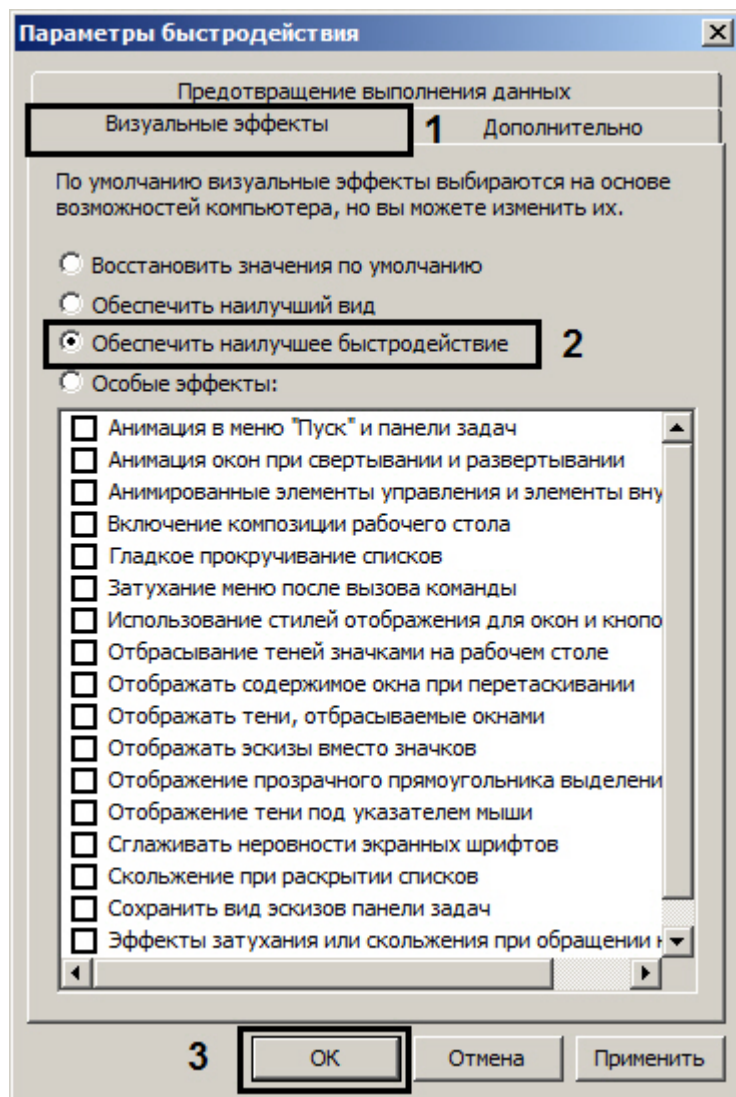 Параметры быстродействия
Предотвращение выполнения данных
Визуальные эффекты 1 Дополнительно
По умолчанию визуальные эффекты выбираются на основе
возможностей компьютера, но вы можете изменить их.
Восстановить значения по умолчанию
Обеспечить наилучший вид
Обеспечить наилучшее быстродействие 2
Особые эффекты:
Анимация в меню "Пуск" и панели задач
Анимация окон при свертывании и развертывании
Анимированные элементы управления и элементы вну
Включение композиции рабочего стола
Гладкое прокручивание списков
Затухание меню после вызова команды
Использование стилей отображения для окон и кнопо
Отбрасывание теней значками на рабочем столе
Отображать содержимое окна при перетаскивании
Отображать тени, отбрасываемые окнами
Отображать эскизы вместо значков
Отображение прозрачного прямоугольника выделени
Отображение тени под указателем мыши
Сглаживать неровности экранных шрифтов
Скольжение при раскрытии списков
Сохранить вид эскизов панели задач
Эффекты затухания или скольжения при обращении
3 ОК Отмена Применить